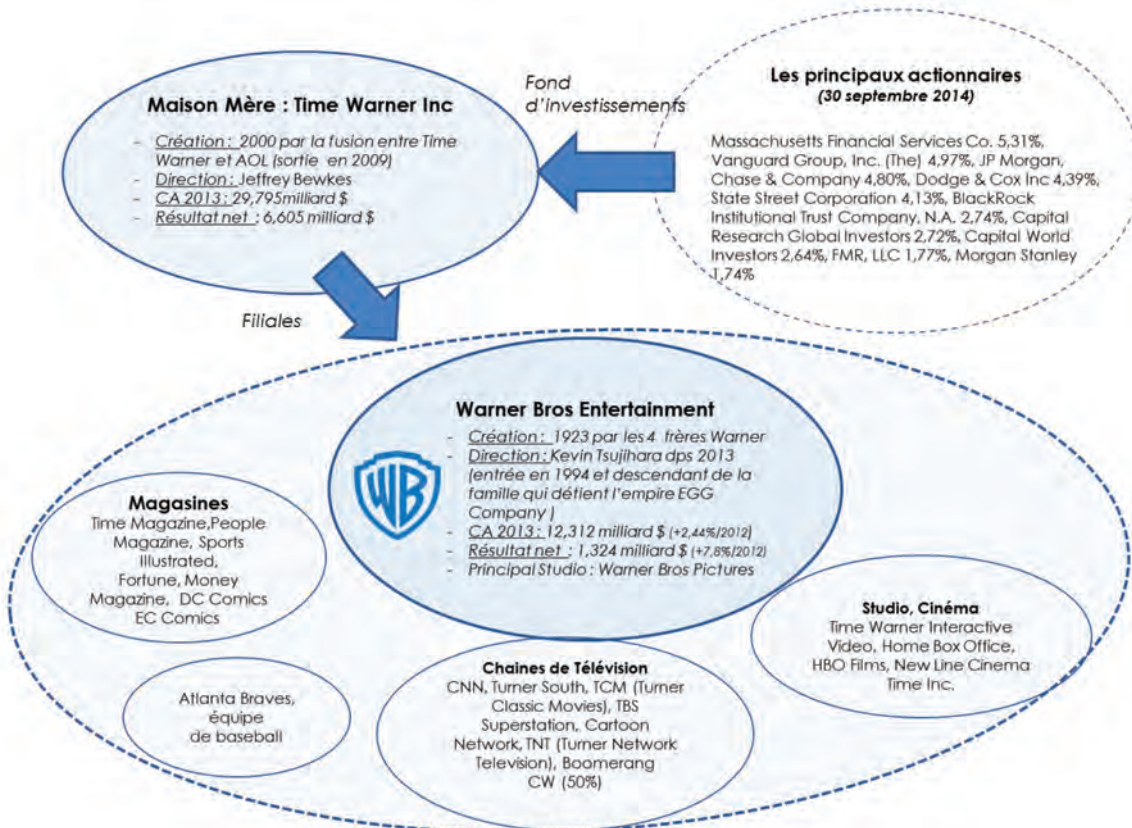 Maison Mère : Time Warner Inc
- Création : 2000 par la fusion entre Time
Warner et AOL (sortie en 2009)
- Direction : Jeffrey Bewkes
- CA 2013 : 29,795milliard $
- Résultat net : 6,605 milliard $
Fond
d'investissements
Les principaux actionnaires
(30 septembre 2014)
Massachusetts Financial Services Co. 5,31%,
Vanguard Group, Inc. (The) 4,97%, JP Morgan,
Chase & Company 4,80%, Dodge & Cox Inc 4,39%,
State Street Corporation 4,13%, BlackRock
Institutional Trust Company, N.A. 2,74%, Capital
Research Global Investors 2,72%, Capital World
Investors 2,64%, FMR, LLC 1,77%, Morgan Stanley
1,74%
Filiales
Warner Bros Entertainment
- Création : 1923 par les 4 frères Warner
- Direction : Kevin Tsujihara dps 2013
(entrée en 1994 et descendant de la
famille qui détient l'empire EGG
Company )
- CA 2013 : 12,312 milliard $ (+2,44%/2012)
- Résultat net : 1,324 milliard $ (+7,8%/2012)
- Principal Studio : Warner Bros Pictures
WB
Magasines
Time Magazine,People
Magazine, Sports
Illustrated,
Fortune, Money
Magazine, DC Comics
EC Comics
Atlanta Braves,
équipe
de baseball
Chaines de Télévision
CNN, Turner South, TCM (Turner
Classic Movies), TBS
Superstation, Cartoon
Network, TNT (Turner Network
Television), Boomerang
CW (50%)
Studio, Cinéma
Time Warner Interactive
Video, Home Box Office,
HBO Films, New Line Cinema
Time Inc.